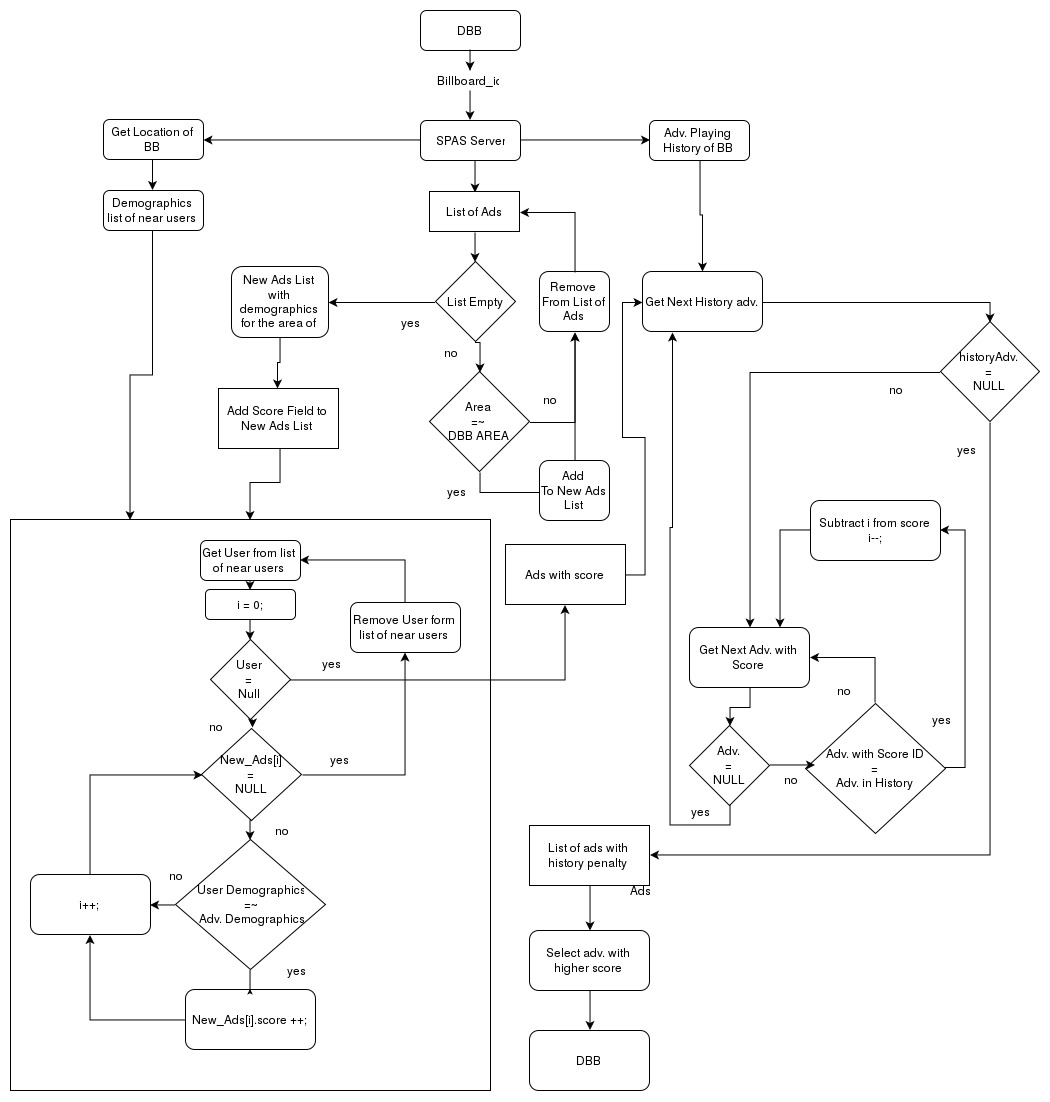 DBB
Billboard_ic
Get Location of
BB
SPAS Server
Adv. Playing
History of BB
Demographics
list of near users
List of Ads
New Ads List
with
demographics
for the area of
yes
List Empty
no
Remove
From List of
Ads
Get Next History adv.
historyAdv.
=
NULL
no
yes
Add Score Field to
New Ads List
Area
=~
DBB AREA
no
yes
Add
To New Ads
List
Subtract i from score
i--;
Get User from list
of near users
i = 0;
Remove User form
list of near users
Ads with score
User
=
Null
yes
no
Get Next Adv. with
Score
no
yes
New_Ads[i]
=
NULL
yes
no
Adv.
=
NULL
no
yes
Adv. with Score ID
=
Adv. in History
List of ads with
history penalty
Ads
i++;
no
User Demographics
=~
Adv. Demographics
yes
Select adv. with
higher score
New_Ads[i].score ++;
DBB